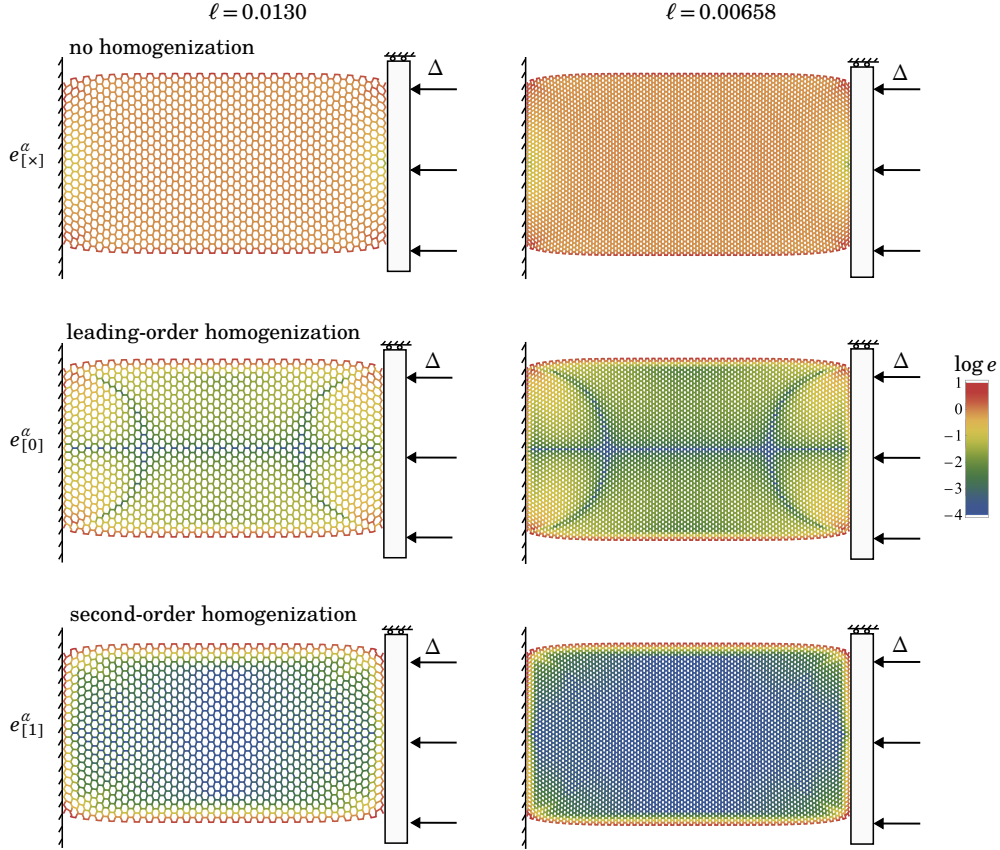 ℓ = 0.0130
ℓ = 0.00658
no homogenization
Δ
Δ
e^α_[×]
leading-order homogenization
Δ
Δ
e^α_[0]
log e
1
0
−1
−2
−3
−4
second-order homogenization
Δ
Δ
e^α_[1]